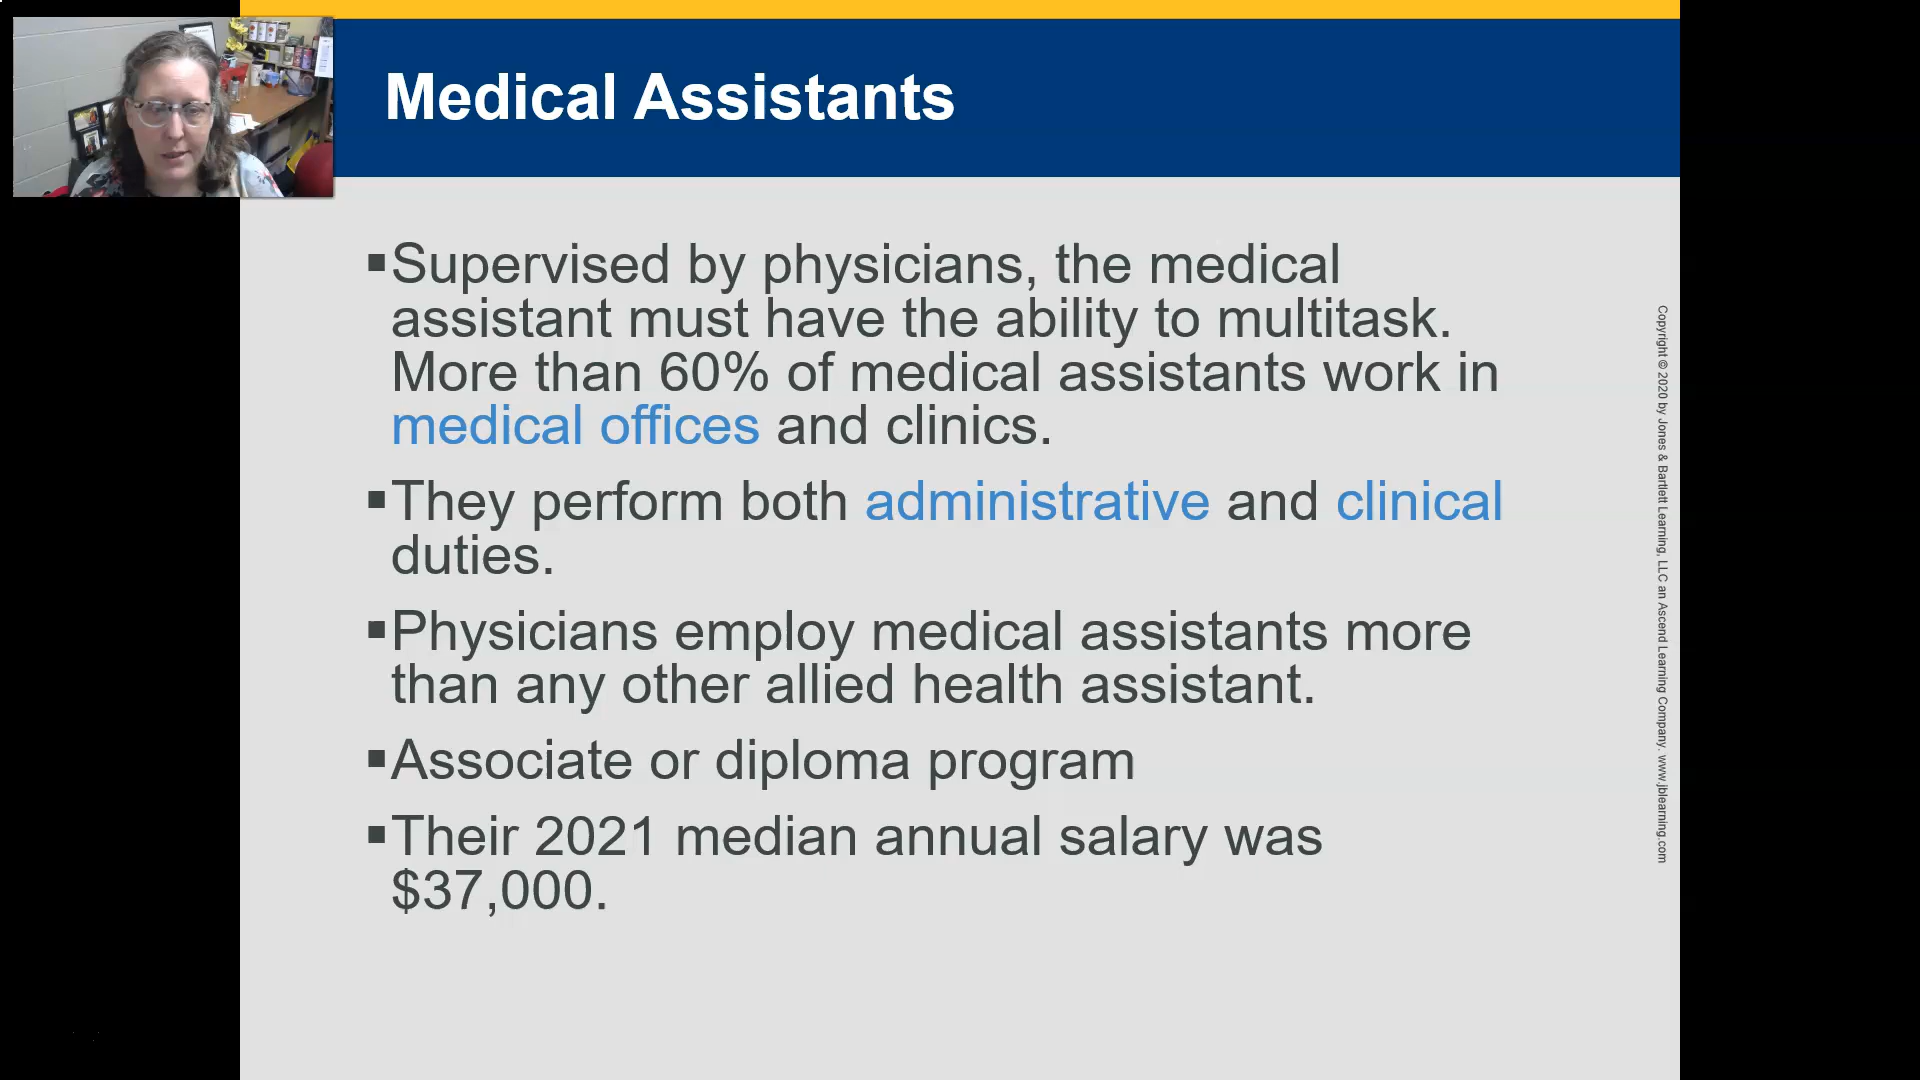 Medical Assistants
▪Supervised by physicians, the medical
assistant must have the ability to multitask.
More than 60% of medical assistants work in
medical offices and clinics.
▪They perform both administrative and clinical
duties.
▪Physicians employ medical assistants more
than any other allied health assistant.
▪Associate or diploma program
▪Their 2021 median annual salary was
$37,000.
Copyright © 2020 by Jones & Bartlett Learning, LLC an Ascend Learning Company. www.jblearning.com